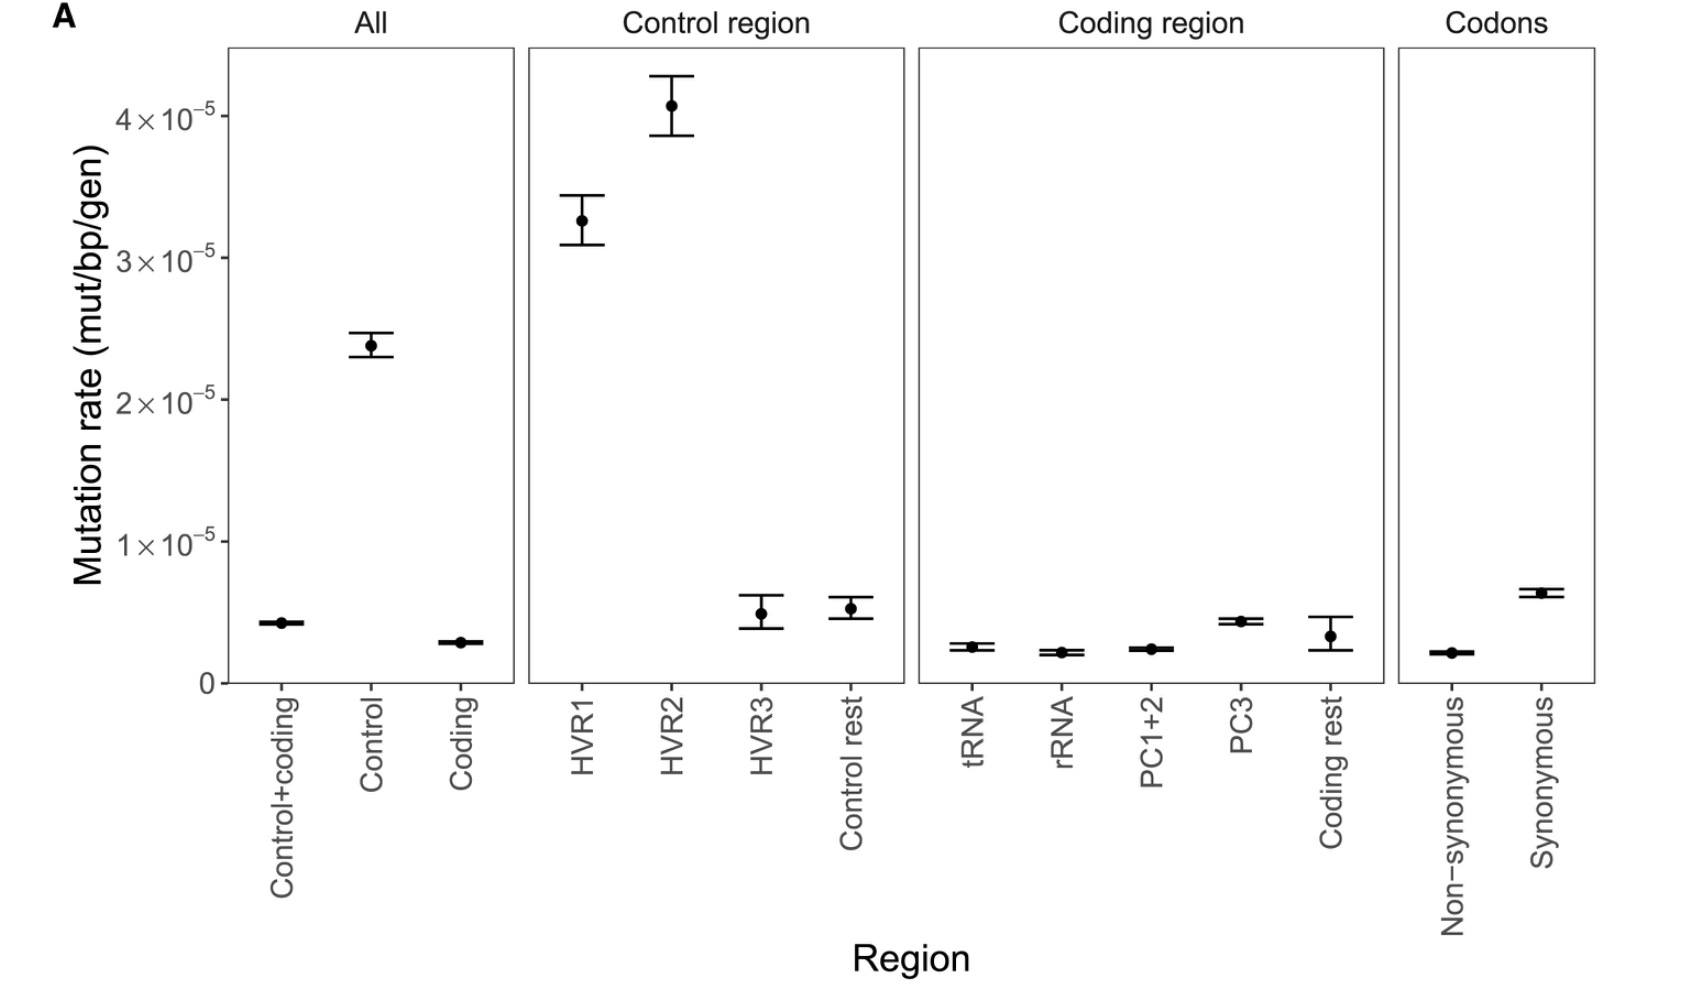 A
All Control region Coding region Codons
Mutation rate (mut/bp/gen)
4×10⁻⁵
3×10⁻⁵
2×10⁻⁵
1×10⁻⁵
0
Control+coding
Control
Coding
HVR1
HVR2
HVR3
Control rest
tRNA
rRNA
PC1+2
PC3
Coding rest
Non−synonymous
Synonymous
Region